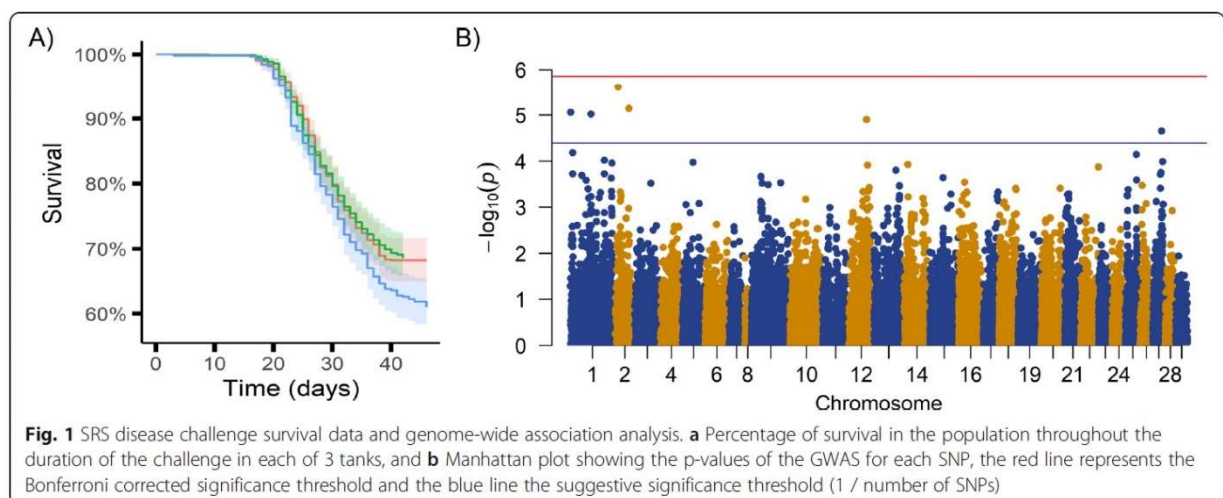 A)
100%
90%
80%
70%
60%
Survival
0 10 20 30 40
Time (days)
B)
6
5
4
3
2
1
0
−log10(p)
1 2 4 6 8 10 12 14 16 19 21 24 28
Chromosome
Fig. 1 SRS disease challenge survival data and genome-wide association analysis. a Percentage of survival in the population throughout the
duration of the challenge in each of 3 tanks, and b Manhattan plot showing the p-values of the GWAS for each SNP, the red line represents the
Bonferroni corrected significance threshold and the blue line the suggestive significance threshold (1 / number of SNPs)